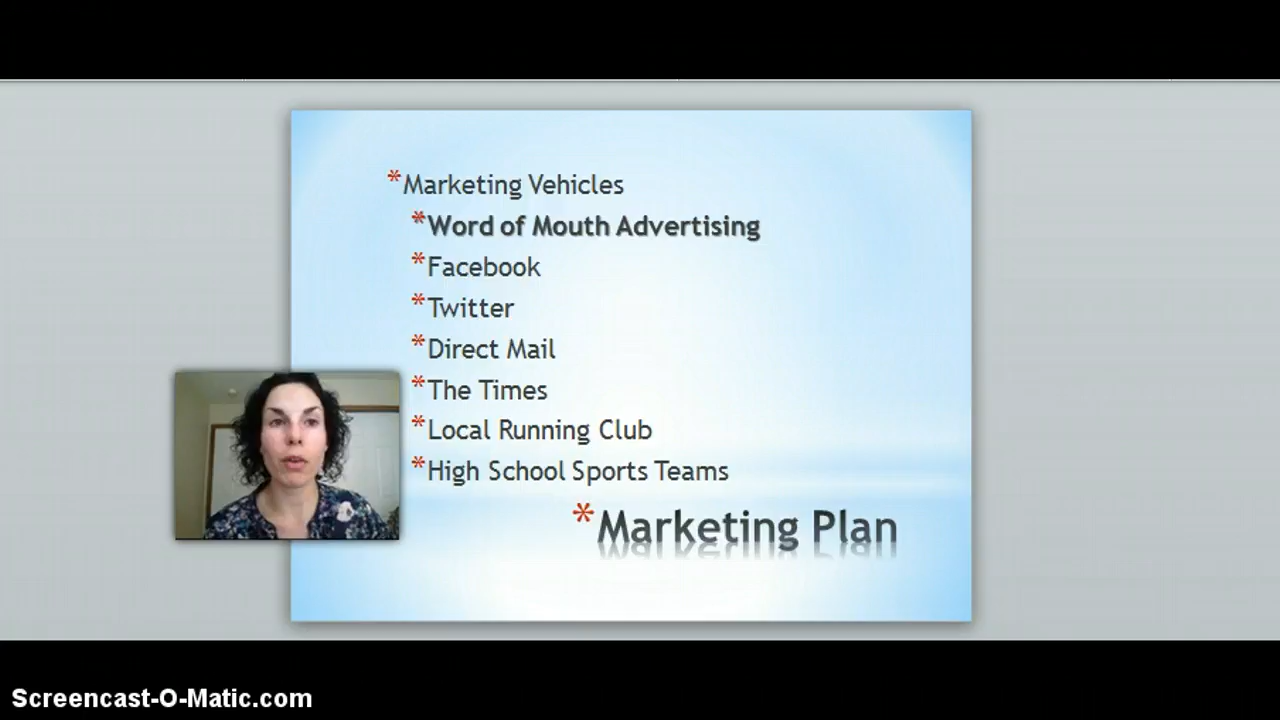 *Marketing Vehicles
*Word of Mouth Advertising
*Facebook
*Twitter
*Direct Mail
*The Times
*Local Running Club
*High School Sports Teams
*Marketing Plan
Screencast-O-Matic.com